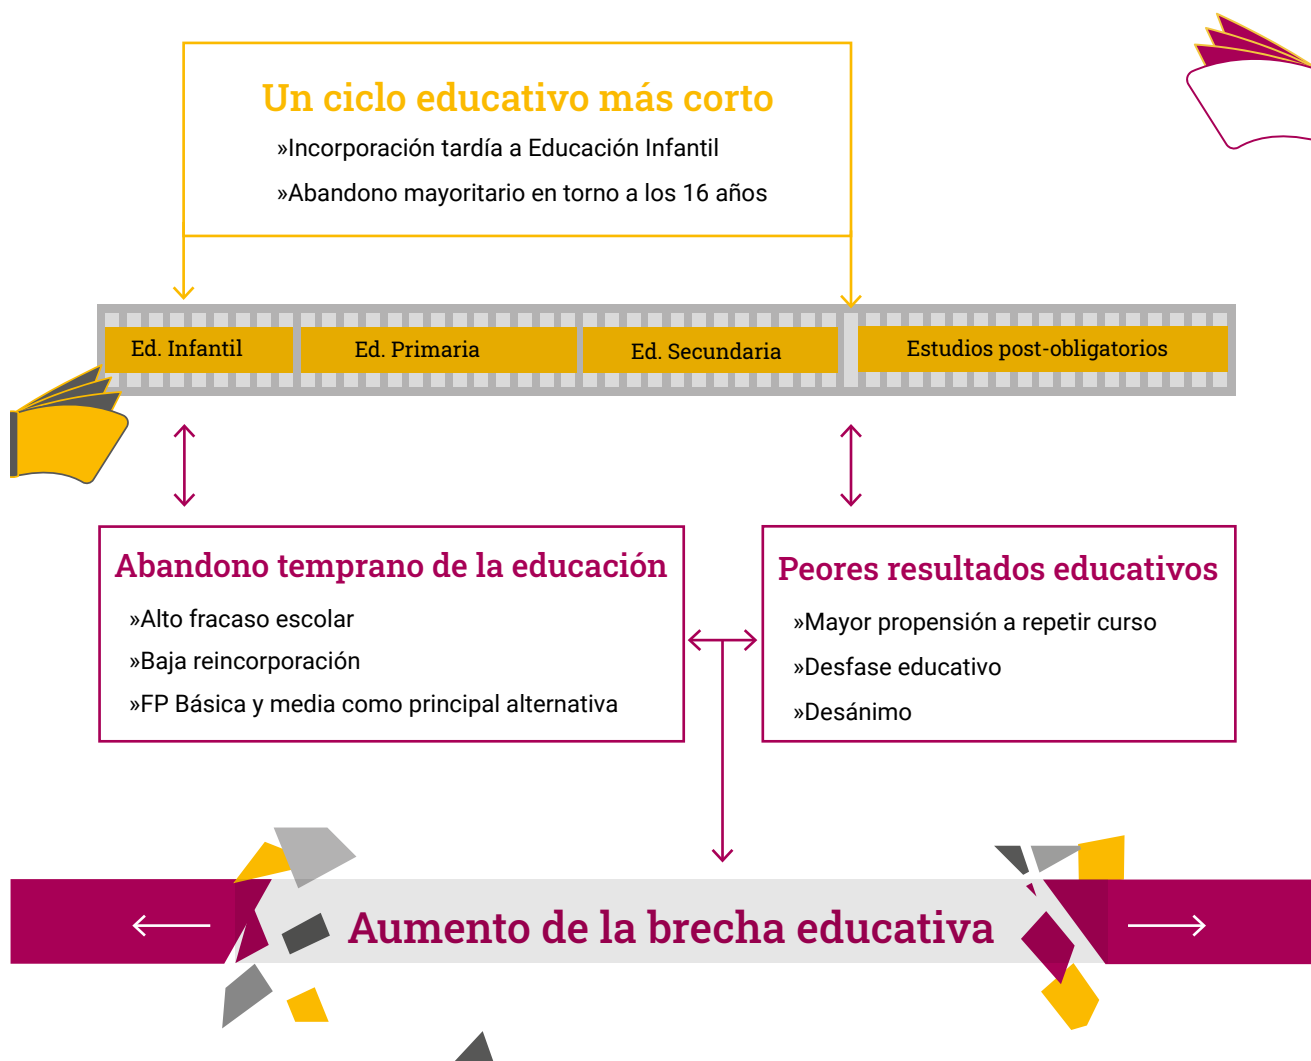 Un ciclo educativo más corto
»Incorporación tardía a Educación Infantil
»Abandono mayoritario en torno a los 16 años
Ed. Infantil
Ed. Primaria
Ed. Secundaria
Estudios post-obligatorios
Abandono temprano de la educación
»Alto fracaso escolar
»Baja reincorporación
»FP Básica y media como principal alternativa
Peores resultados educativos
»Mayor propensión a repetir curso
»Desfase educativo
»Desánimo
Aumento de la brecha educativa